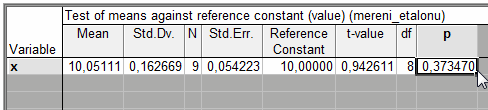 Test of means against reference constant (value) (mereni_etalonu)
Variable Mean Std.Dv. N Std.Err. Reference Constant t-value df p
x 10,05111 0,162669 9 0,054223 10,00000 0,942611 8 0,373470